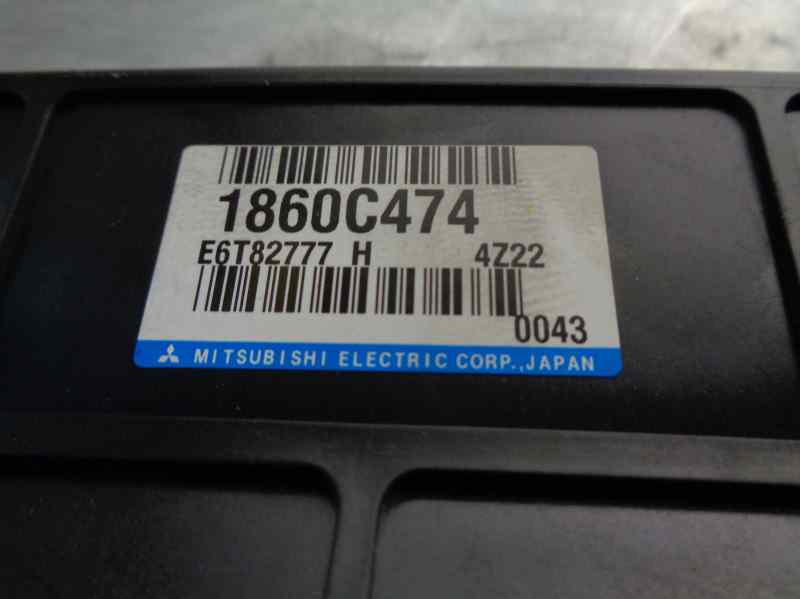 1860C474
E6T82777 H 4Z22
0043
MITSUBISHI ELECTRIC CORP.,JAPAN